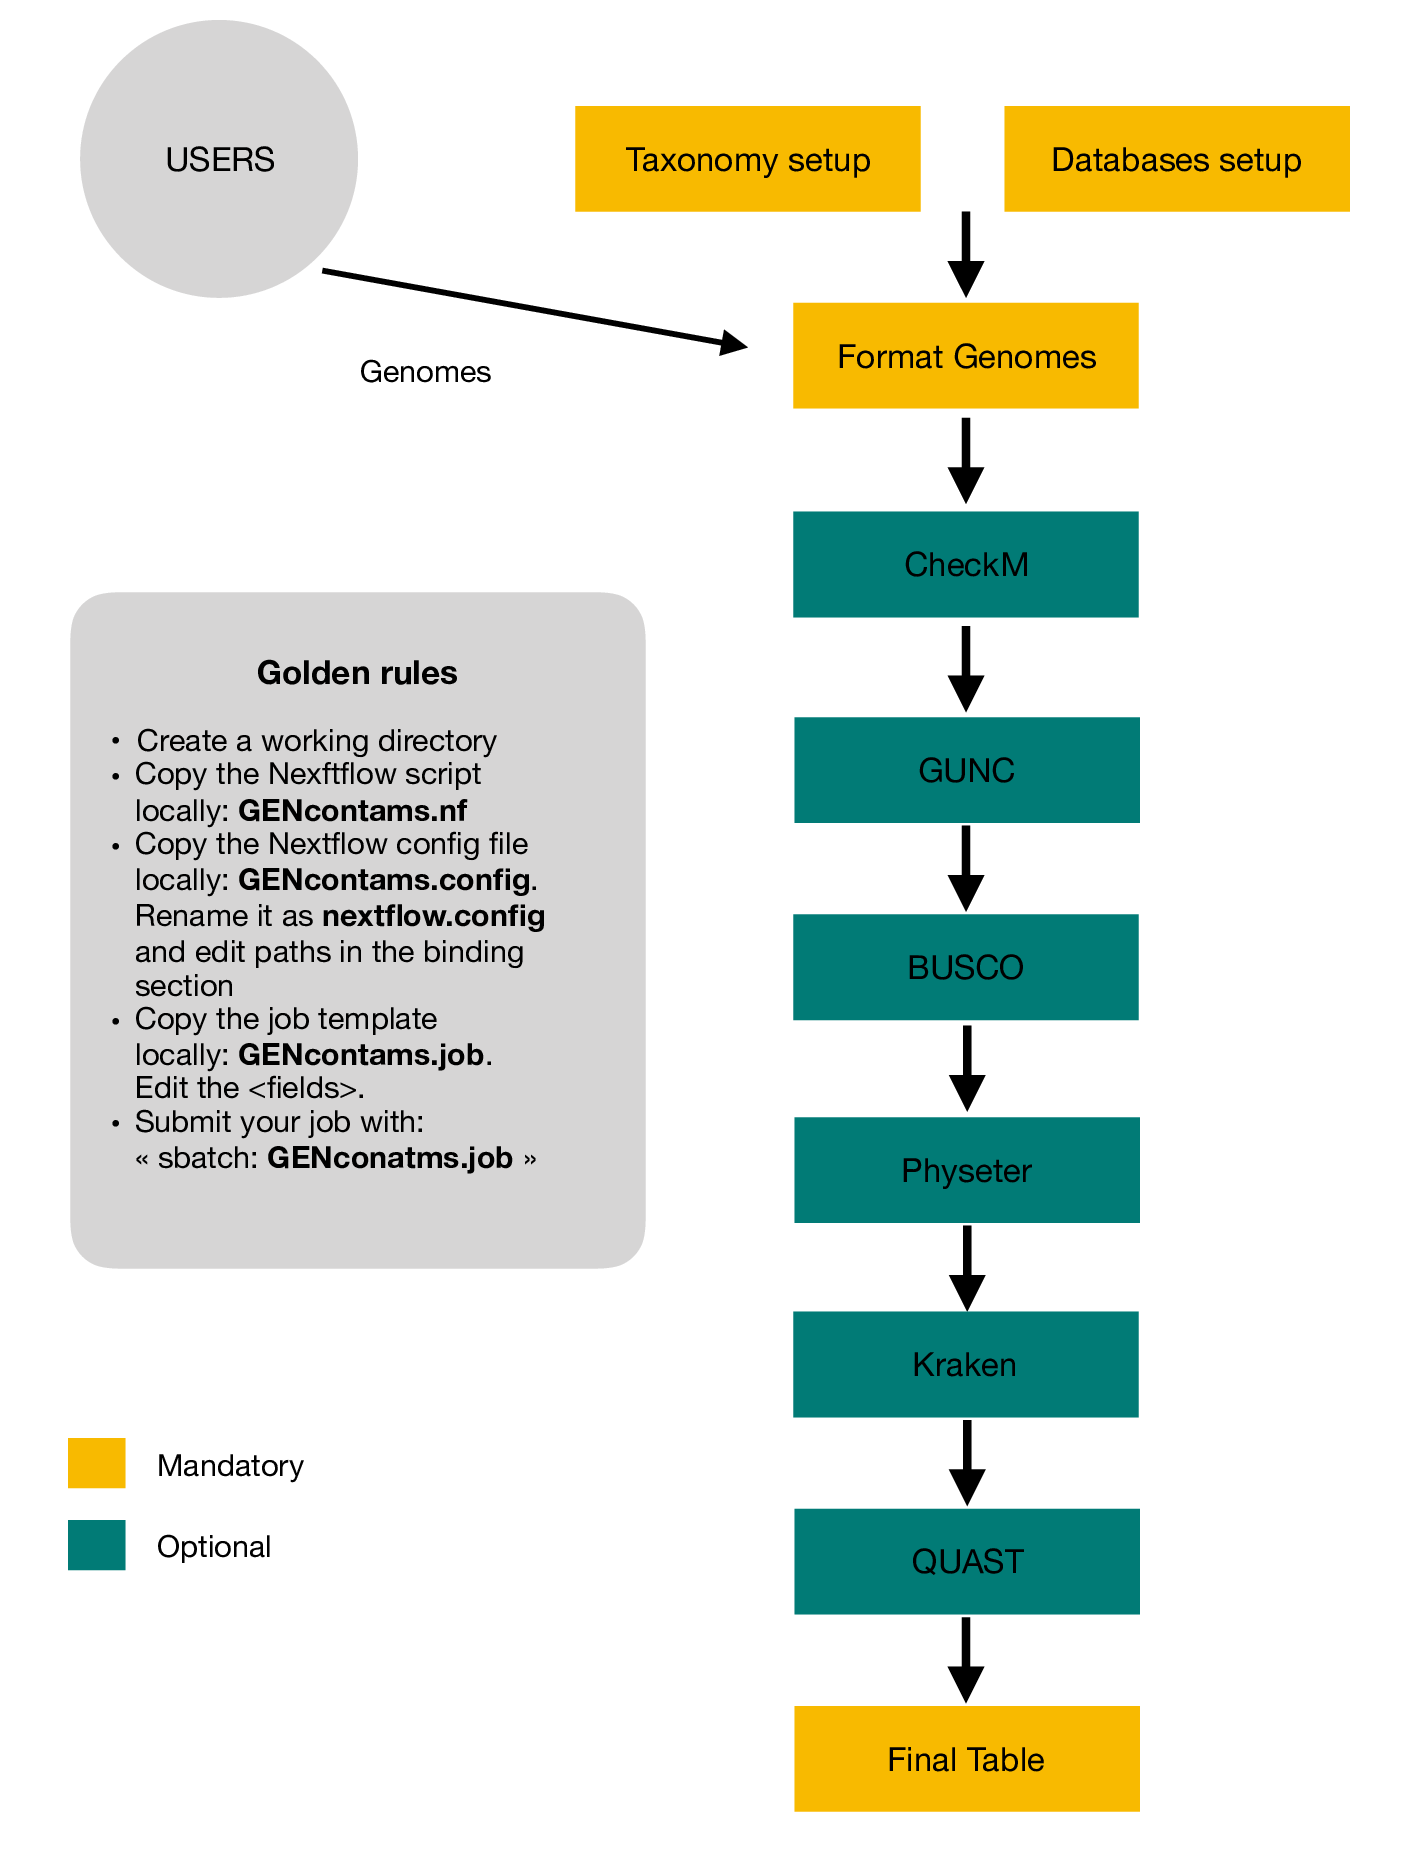 USERS
Taxonomy setup
Databases setup
Format Genomes
Genomes
CheckM
GUNC
BUSCO
Physeter
Kraken
QUAST
Final Table
Golden rules
• Create a working directory
• Copy the Nexftflow script
locally: GENcontams.nf
• Copy the Nextflow config file
locally: GENcontams.config.
Rename it as nextflow.config
and edit paths in the binding
section
• Copy the job template
locally: GENcontams.job.
Edit the <fields>.
• Submit your job with:
« sbatch: GENconatms.job »
Mandatory
Optional